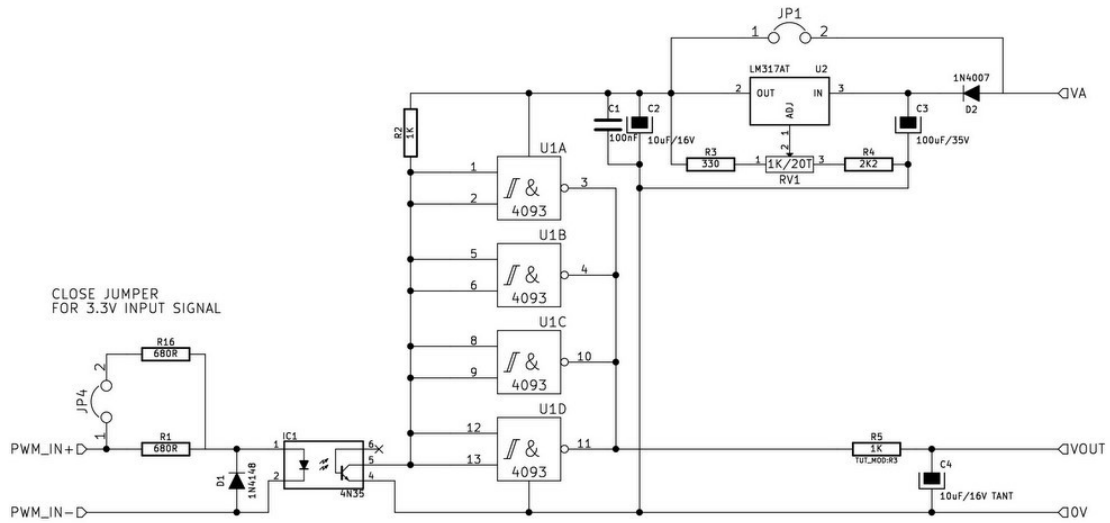 JP1
1
2
LM317AT
U2
2
OUT
IN
3
ADJ
1
1N4007
D2
VA
R2
1K
C1
100nF
C2
10uF/16V
C3
100uF/35V
R3
330
2
1
1K/20T
3
RV1
R4
2K2
U1A
1
2
&
4093
3
U1B
5
6
&
4093
4
U1C
8
9
&
4093
10
U1D
12
13
&
4093
11
CLOSE JUMPER
FOR 3.3V INPUT SIGNAL
R16
680R
2
JP4
1
R1
680R
PWM_IN+
D1
1N4148
IC1
1
2
6
5
4
4N35
PWM_IN-
R5
1K
TUT_MOD:R3
VOUT
C4
10uF/16V TANT
0V